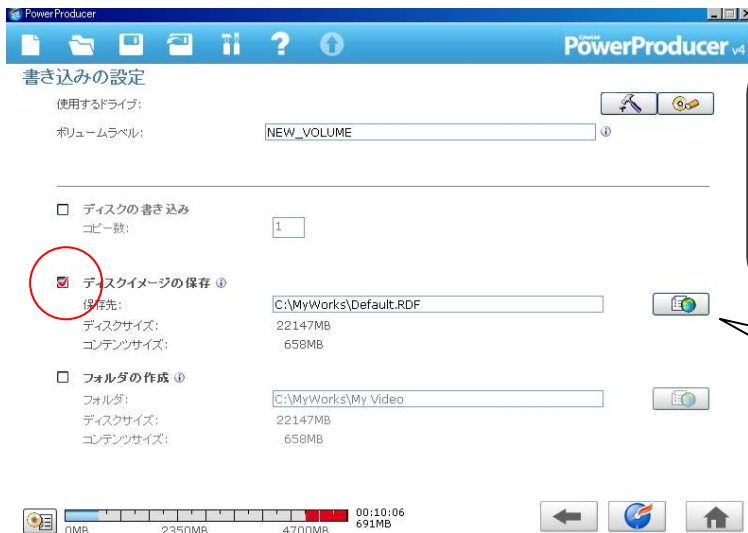 PowerProducer
CyberLink
PowerProducer v4
書き込みの設定
使用するドライブ:
ボリュームラベル: NEW_VOLUME
ディスクの書き込み
コピー数: 1
ディスクイメージの保存
保存先: C:\MyWorks\Default.RDF
ディスクサイズ: 22147MB
コンテンツサイズ: 658MB
フォルダの作成
フォルダ: C:\MyWorks\My Video
ディスクサイズ: 22147MB
コンテンツサイズ: 658MB
00:10:06
691MB
0MB 2350MB 4700MB